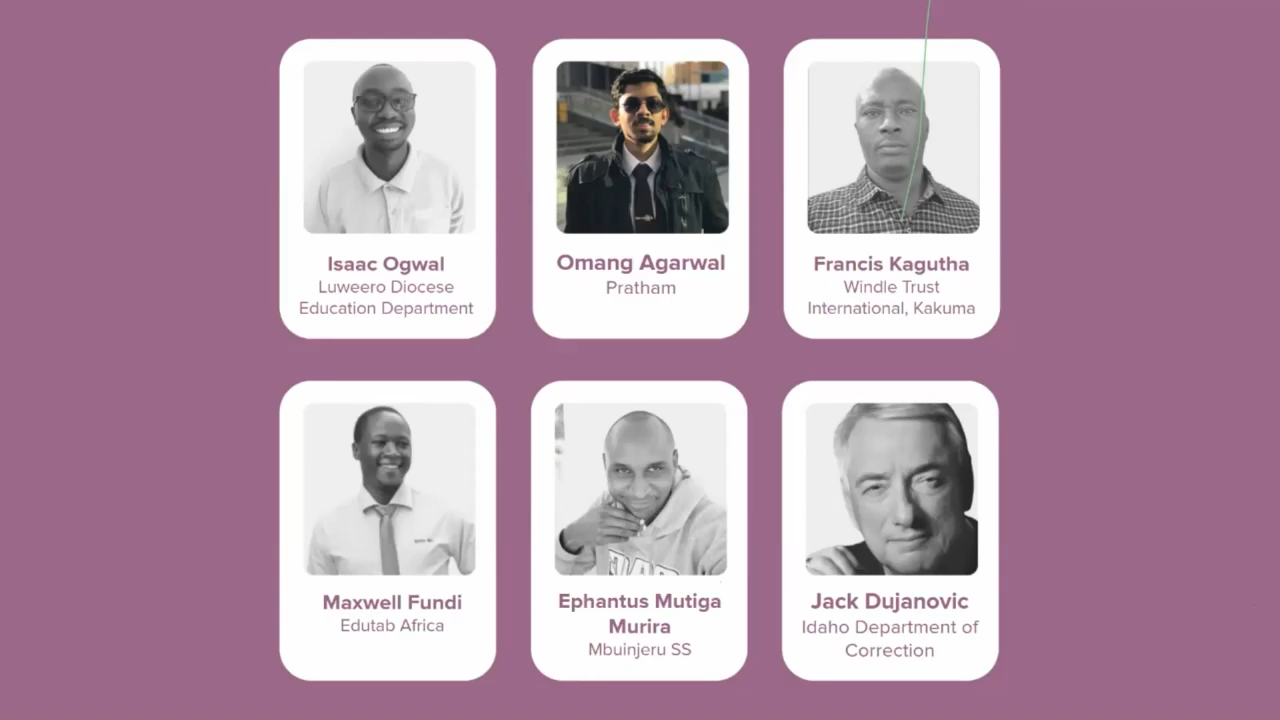 Isaac Ogwal
Luweero Diocese
Education Department
Omang Agarwal
Pratham
Francis Kagutha
Windle Trust
International, Kakuma
Maxwell Fundi
Edutab Africa
Ephantus Mutiga
Murira
Mbuinjeru SS
Jack Dujanovic
Idaho Department of
Correction